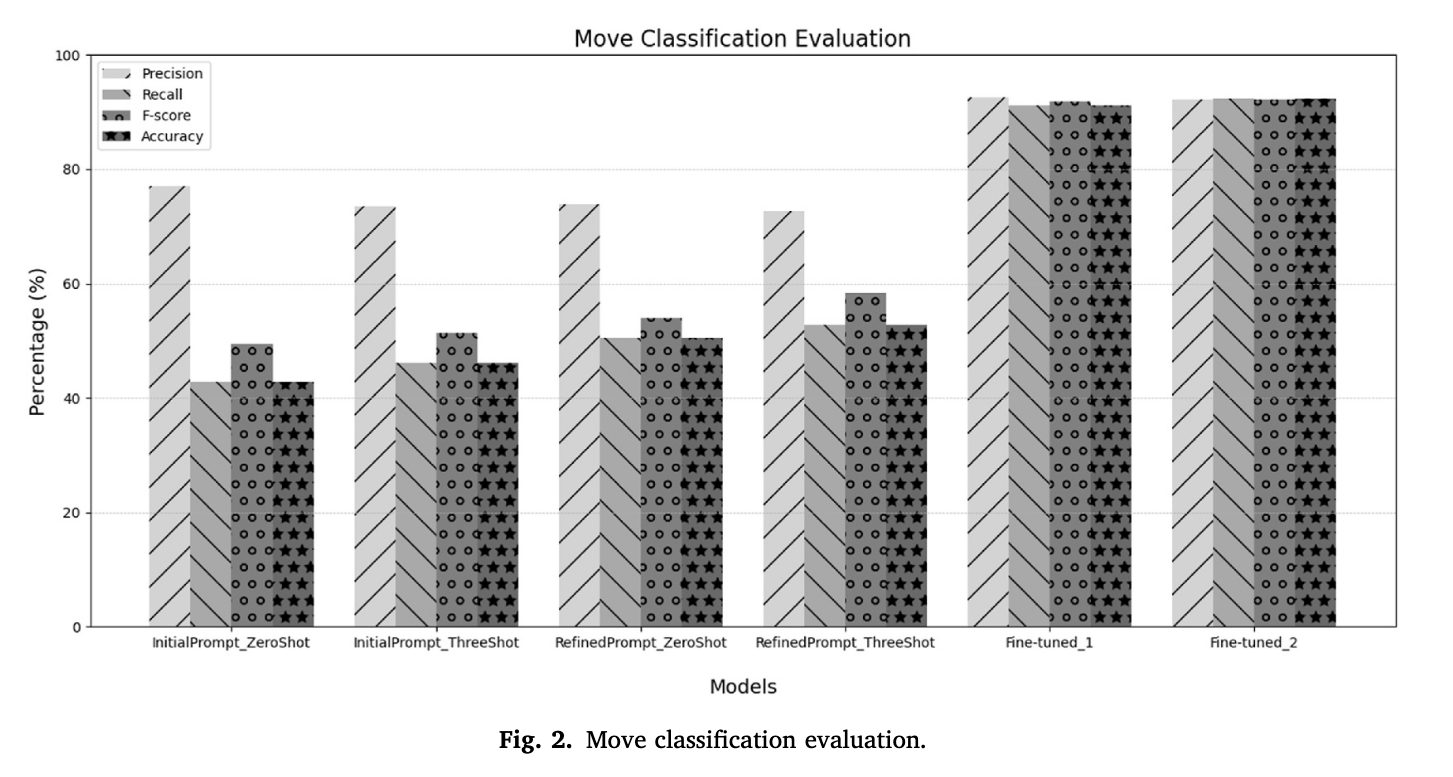 Move Classification Evaluation
100
Precision
Recall
F-score
Accuracy
80
60
40
20
0
Percentage (%)
InitialPrompt_ZeroShot InitialPrompt_ThreeShot RefinedPrompt_ZeroShot RefinedPrompt_ThreeShot Fine-tuned_1 Fine-tuned_2
Models
Fig. 2. Move classification evaluation.